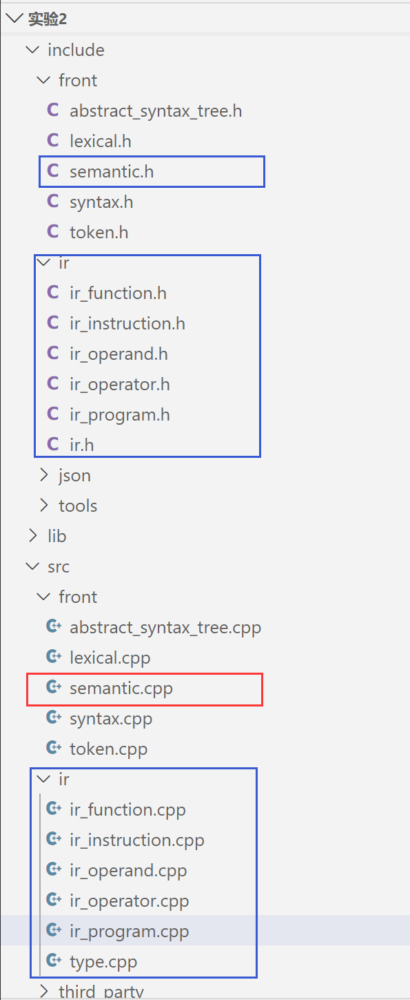 实验2
include
front
C abstract_syntax_tree.h
C lexical.h
C semantic.h
C syntax.h
C token.h
ir
C ir_function.h
C ir_instruction.h
C ir_operand.h
C ir_operator.h
C ir_program.h
C ir.h
json
tools
lib
src
front
C++ abstract_syntax_tree.cpp
C++ lexical.cpp
C++ semantic.cpp
C++ syntax.cpp
C++ token.cpp
ir
C++ ir_function.cpp
C++ ir_instruction.cpp
C++ ir_operand.cpp
C++ ir_operator.cpp
C++ ir_program.cpp
C++ type.cpp
third_party